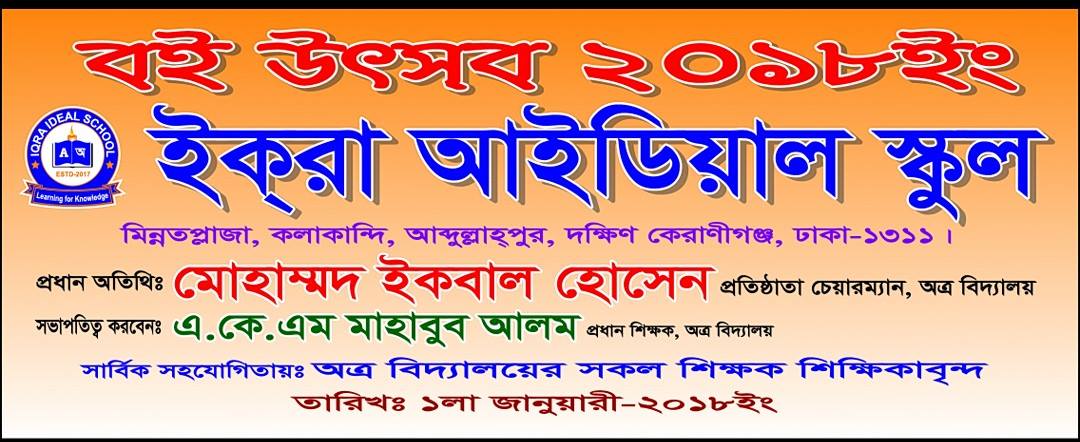 বই উৎসব ২০১৮ইং
IQRA IDEAL SCHOOL
A অ
ESTD-2017
Learning for Knowledge
ইক্‌রা আইডিয়াল স্কুল
মিন্নতপ্লাজা, কলাকান্দি, আব্দুল্লাহ্‌পুর, দক্ষিণ কেরাণীগঞ্জ, ঢাকা-১৩১১ ।
প্রধান অতিথিঃ মোহাম্মদ ইকবাল হোসেন প্রতিষ্ঠাতা চেয়ারম্যান, অত্র বিদ্যালয়
সভাপতিত্ব করবেনঃ এ.কে.এম মাহাবুব আলম প্রধান শিক্ষক, অত্র বিদ্যালয়
সার্বিক সহযোগিতায়ঃ অত্র বিদ্যালয়ের সকল শিক্ষক শিক্ষিকাবৃন্দ
তারিখঃ ১লা জানুয়ারী-২০১৮ইং